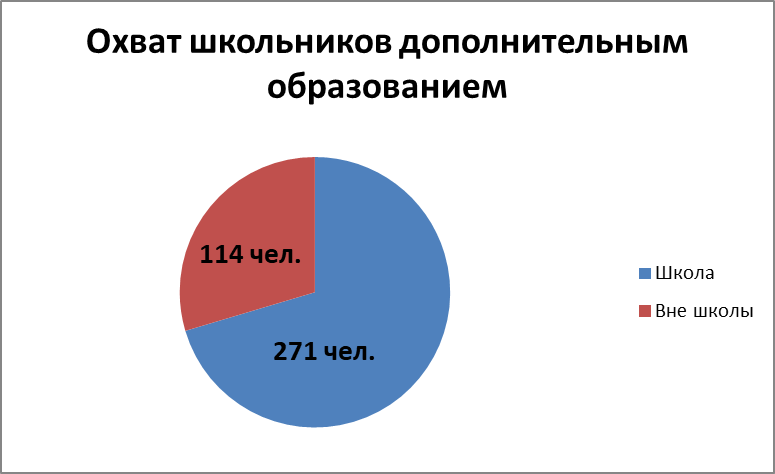 Охват школьников дополнительным
образованием
114 чел.
271 чел.
Школа
Вне школы